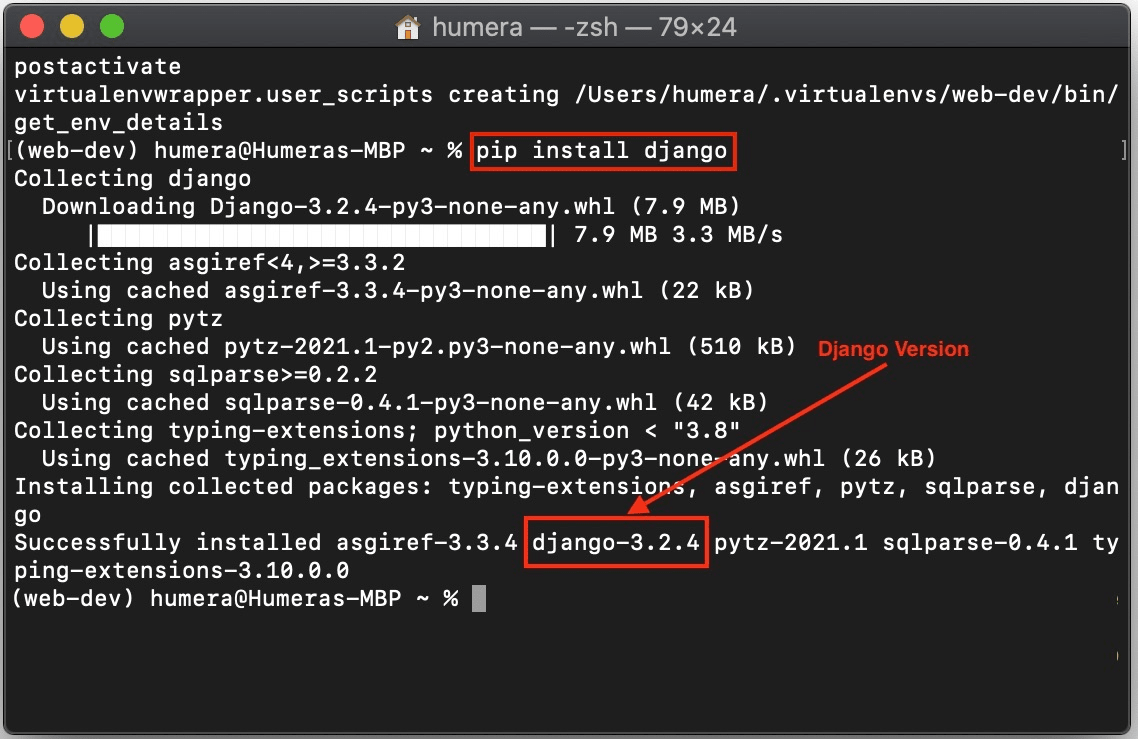 humera — -zsh — 79×24
postactivate
virtualenvwrapper.user_scripts creating /Users/humera/.virtualenvs/web-dev/bin/
get_env_details
[(web-dev) humera@Humeras-MBP ~ % pip install django ]
Collecting django
  Downloading Django-3.2.4-py3-none-any.whl (7.9 MB)
     |████████████████████████████████| 7.9 MB 3.3 MB/s
Collecting asgiref<4,>=3.3.2
  Using cached asgiref-3.3.4-py3-none-any.whl (22 kB)
Collecting pytz
  Using cached pytz-2021.1-py2.py3-none-any.whl (510 kB) Django Version
Collecting sqlparse>=0.2.2
  Using cached sqlparse-0.4.1-py3-none-any.whl (42 kB)
Collecting typing-extensions; python_version < "3.8"
  Using cached typing_extensions-3.10.0.0-py3-none-any.whl (26 kB)
Installing collected packages: typing-extensions, asgiref, pytz, sqlparse, djan
go
Successfully installed asgiref-3.3.4 django-3.2.4 pytz-2021.1 sqlparse-0.4.1 ty
ping-extensions-3.10.0.0
(web-dev) humera@Humeras-MBP ~ %